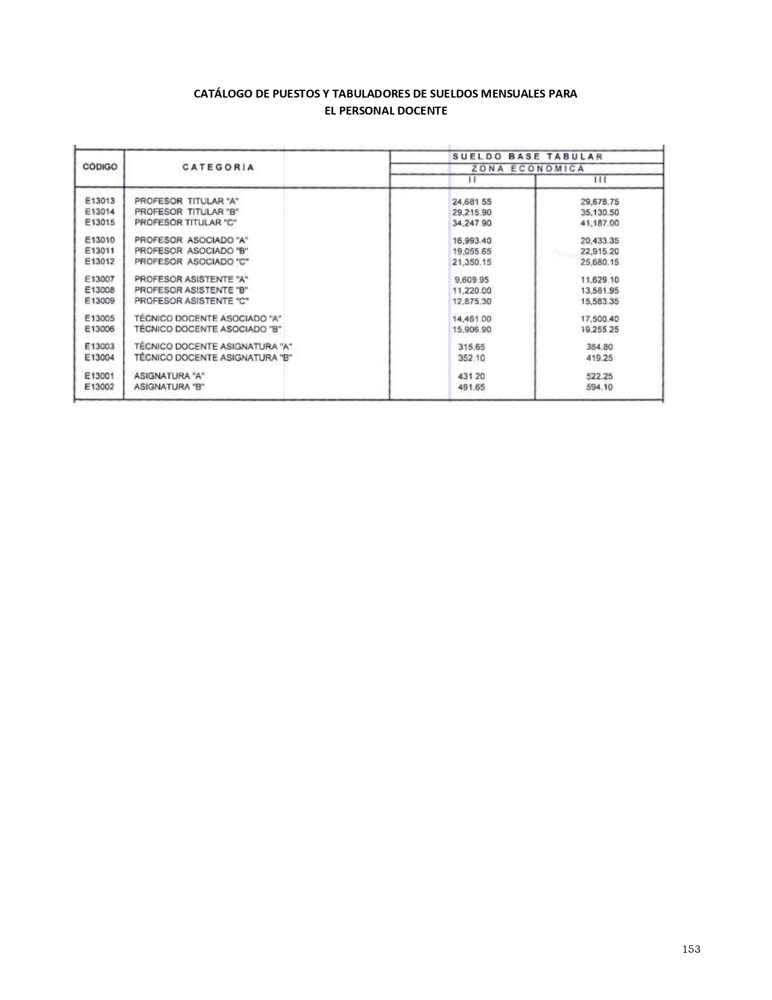 CATÁLOGO DE PUESTOS Y TABULADORES DE SUELDOS MENSUALES PARA
EL PERSONAL DOCENTE
CÓDIGO CATEGORÍA SUELDO BASE TABULAR
ZONA ECONÓMICA
II III
E13013 PROFESOR TITULAR "A" 24,681.55 29,678.75
E13014 PROFESOR TITULAR "B" 29,215.90 35,130.50
E13015 PROFESOR TITULAR "C" 34,247.90 41,187.00
E13010 PROFESOR ASOCIADO "A" 16,993.40 20,433.35
E13011 PROFESOR ASOCIADO "B" 19,055.65 22,915.20
E13012 PROFESOR ASOCIADO "C" 21,350.15 25,680.15
E13007 PROFESOR ASISTENTE "A" 9,609.95 11,629.10
E13008 PROFESOR ASISTENTE "B" 11,220.00 13,561.95
E13009 PROFESOR ASISTENTE "C" 12,875.30 15,583.35
E13005 TÉCNICO DOCENTE ASOCIADO "A" 14,461.00 17,500.40
E13006 TÉCNICO DOCENTE ASOCIADO "B" 15,906.90 19,255.25
E13003 TÉCNICO DOCENTE ASIGNATURA "A" 315.65 384.80
E13004 TÉCNICO DOCENTE ASIGNATURA "B" 352.10 419.25
E13001 ASIGNATURA "A" 431.20 522.25
E13002 ASIGNATURA "B" 491.65 594.10
153